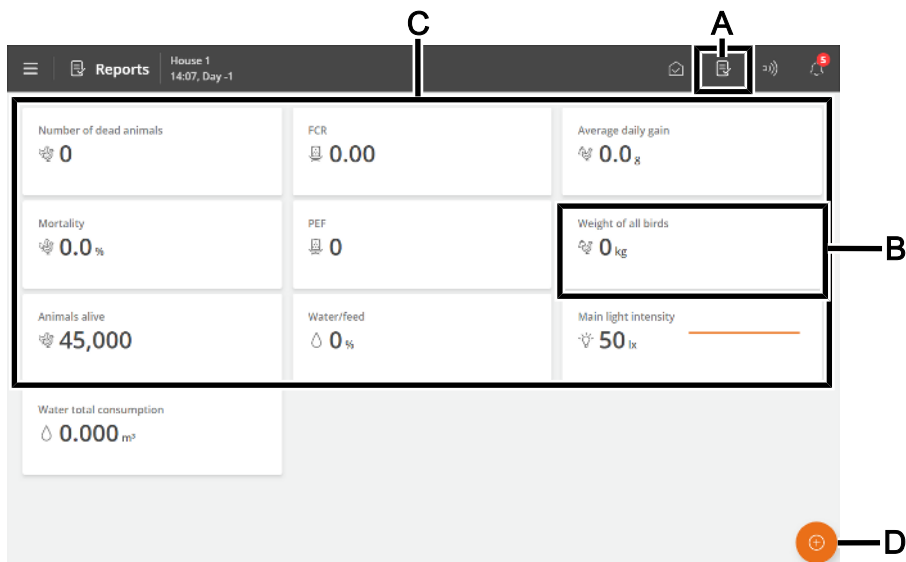 C
A
Reports
House 1
14:07, Day -1
5
Number of dead animals
0
FCR
0.00
Average daily gain
0.0 g
Mortality
0.0 %
PEF
0
Weight of all birds
0 kg
B
Animals alive
45,000
Water/feed
0 %
Main light intensity
50 lx
Water total consumption
0.000 m³
D